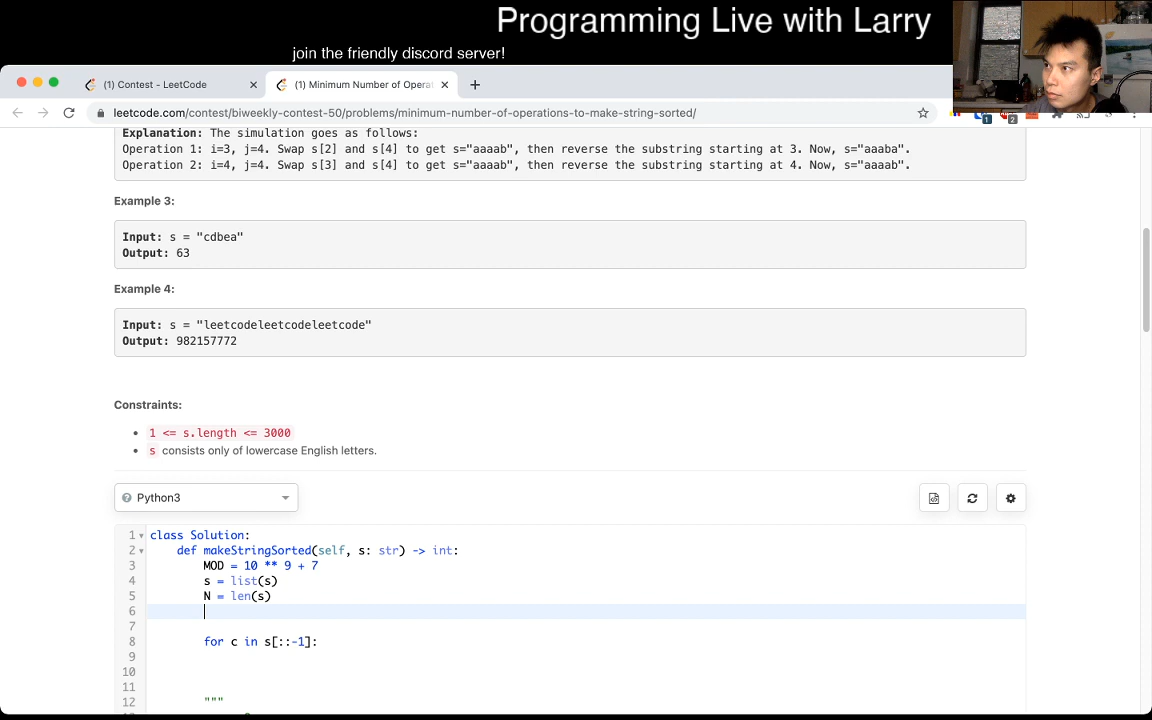 Programming Live with Larry
join the friendly discord server!
(1) Contest - LeetCode
(1) Minimum Number of Opera
leetcode.com/contest/biweekly-contest-50/problems/minimum-number-of-operations-to-make-string-sorted/
1
2
Explanation: The simulation goes as follows:
Operation 1: i=3, j=4. Swap s[2] and s[4] to get s="aaaab", then reverse the substring starting at 3. Now, s="aaaba".
Operation 2: i=4, j=4. Swap s[3] and s[4] to get s="aaaab", then reverse the substring starting at 4. Now, s="aaaab".
Example 3:
Input: s = "cdbea"
Output: 63
Example 4:
Input: s = "leetcodeleetcodeleetcode"
Output: 982157772
Constraints:
1 <= s.length <= 3000
s consists only of lowercase English letters.
Python3
1 class Solution:
2 def makeStringSorted(self, s: str) -> int:
3 MOD = 10 ** 9 + 7
4 s = list(s)
5 N = len(s)
6
7
8 for c in s[::-1]:
9
10
11
12 """